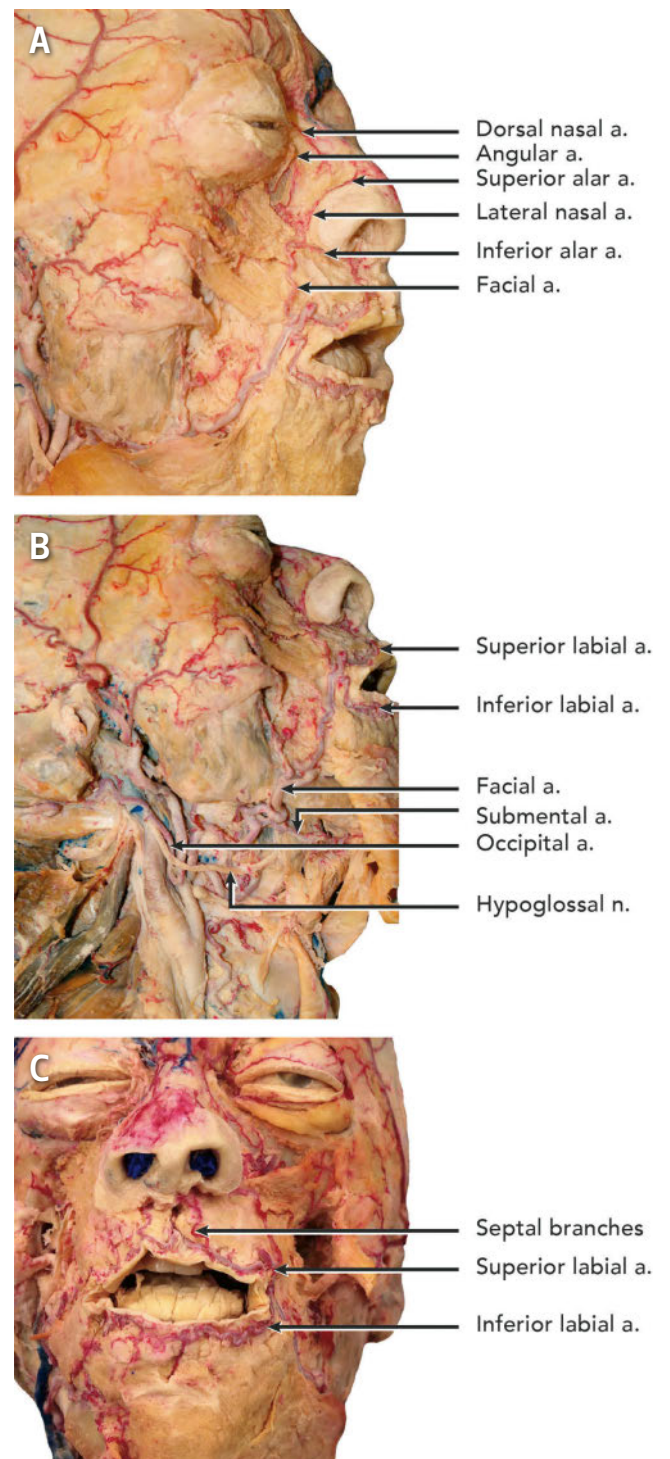 A
Dorsal nasal a.
Angular a.
Superior alar a.
Lateral nasal a.
Inferior alar a.
Facial a.
B
Superior labial a.
Inferior labial a.
Facial a.
Submental a.
Occipital a.
Hypoglossal n.
C
Septal branches
Superior labial a.
Inferior labial a.